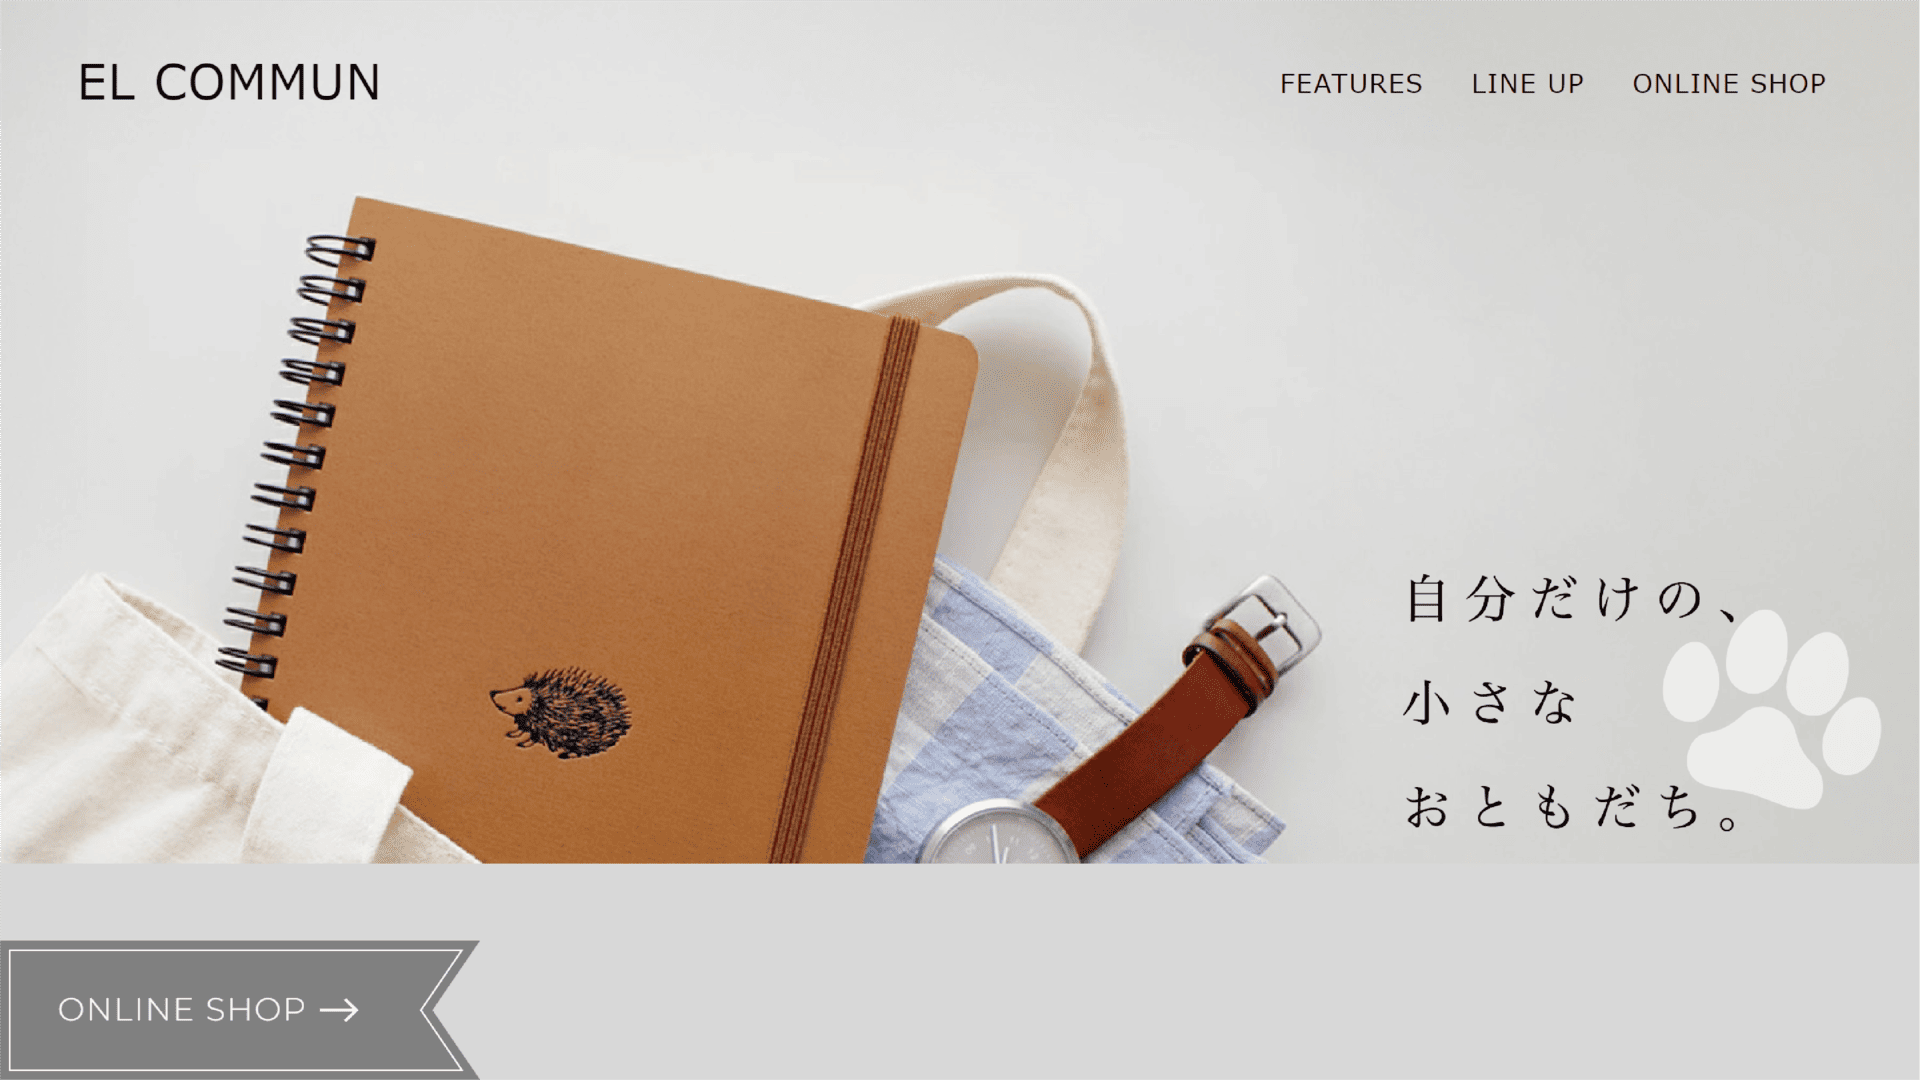 EL COMMUN
FEATURES
LINE UP
ONLINE SHOP
自分だけの、
小さな
おともだち。
ONLINE SHOP →